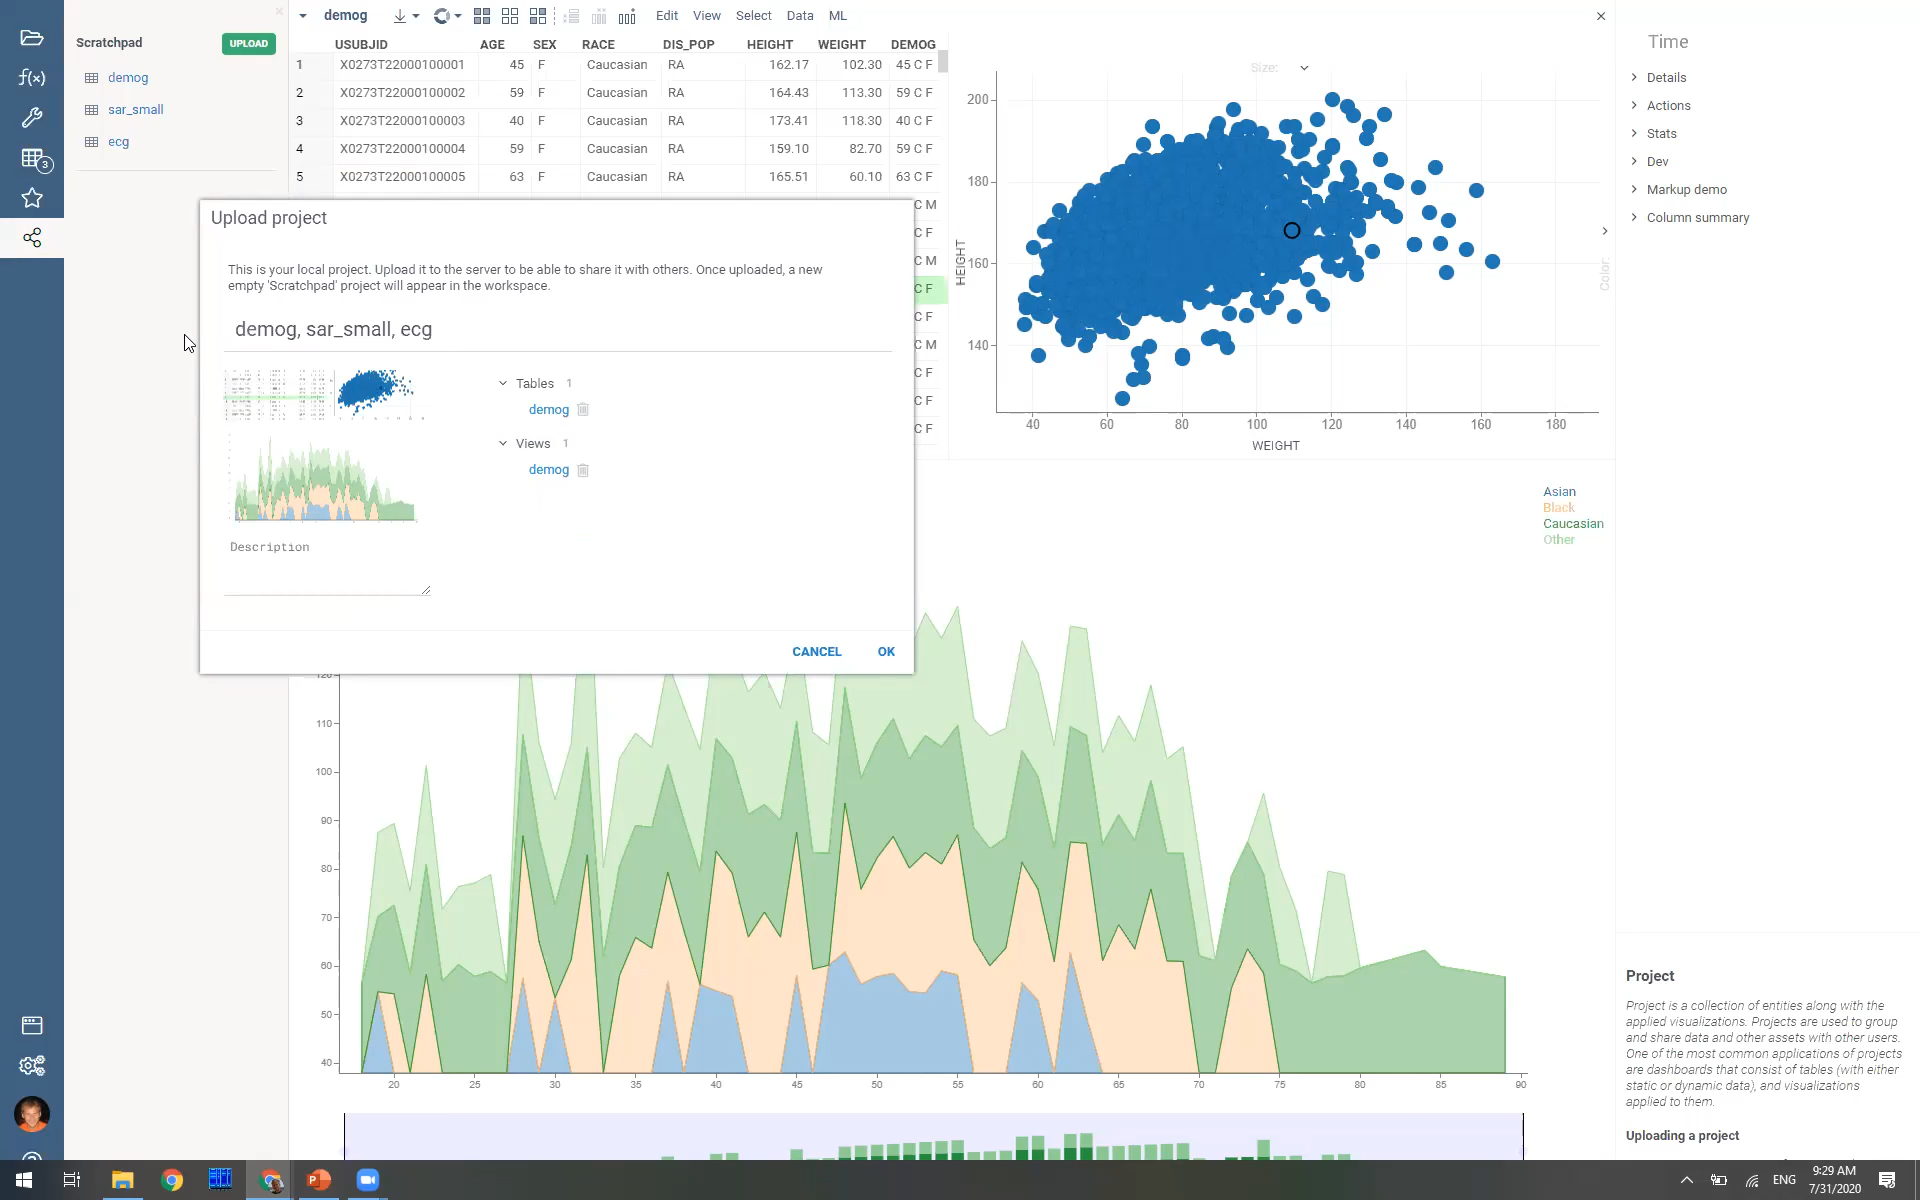 Scratchpad
UPLOAD
demog
sar_small
ecg
3
demog
Edit View Select Data ML
USUBJID AGE SEX RACE DIS_POP HEIGHT WEIGHT DEMOG
1 X0273T22000100001 45 F Caucasian RA 162.17 102.30 45 C F
2 X0273T22000100002 59 F Caucasian RA 164.43 113.30 59 C F
3 X0273T22000100003 40 F Caucasian RA 173.41 118.30 40 C F
4 X0273T22000100004 59 F Caucasian RA 159.10 82.70 59 C F
5 X0273T22000100005 63 F Caucasian RA 165.51 60.10 63 C F
C M
C F
C M
C F
C F
C M
C F
C F
C F
Upload project
This is your local project. Upload it to the server to be able to share it with others. Once uploaded, a new
empty 'Scratchpad' project will appear in the workspace.
demog, sar_small, ecg
Tables 1
demog
Views 1
demog
Description
CANCEL OK
Size:
200
180
160
140
HEIGHT
40 60 80 100 120 140 160 180
WEIGHT
Color:
Asian
Black
Caucasian
Other
120
110
100
90
80
70
60
50
40
20 25 30 35 40 45 50 55 60 65 70 75 80 85 90
Time
Details
Actions
Stats
Dev
Markup demo
Column summary
Project
Project is a collection of entities along with the
applied visualizations. Projects are used to group
and share data and other assets with other users.
One of the most common applications of projects
are dashboards that consist of tables (with either
static or dynamic data), and visualizations
applied to them.
Uploading a project
ENG
9:29 AM
7/31/2020